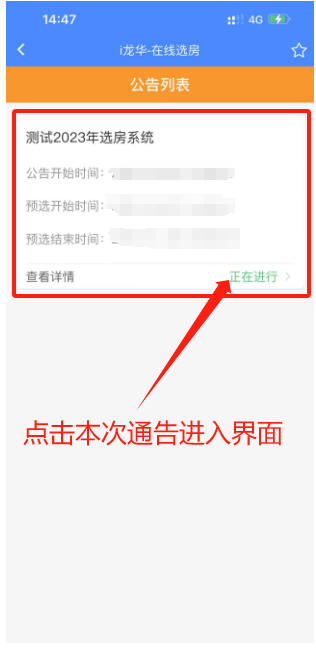 14:47
4G
i龙华-在线选房
公告列表
测试2023年选房系统
公告开始时间：
预选开始时间：
预选结束时间：
查看详情 正在进行
点击本次通告进入界面